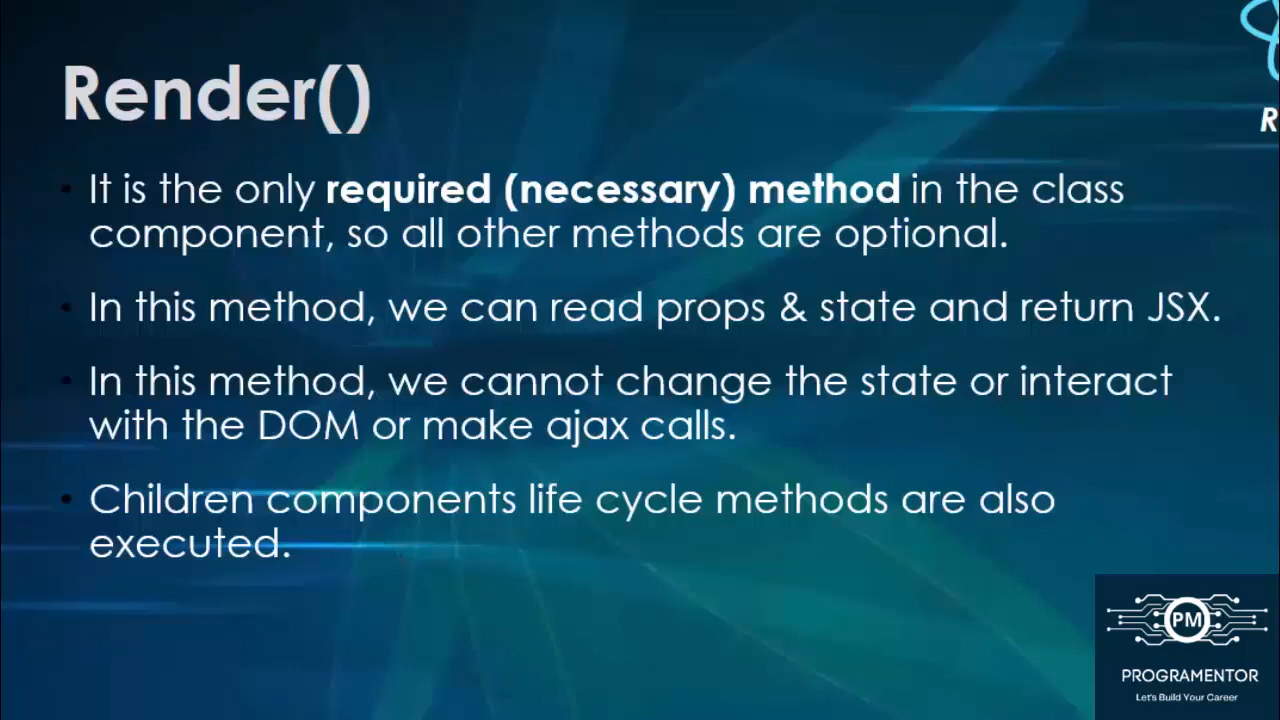 Render()
It is the only required (necessary) method in the class
component, so all other methods are optional.
In this method, we can read props & state and return JSX.
In this method, we cannot change the state or interact
with the DOM or make ajax calls.
Children components life cycle methods are also
executed.
R
PM
PROGRAMENTOR
Let's Build Your Career